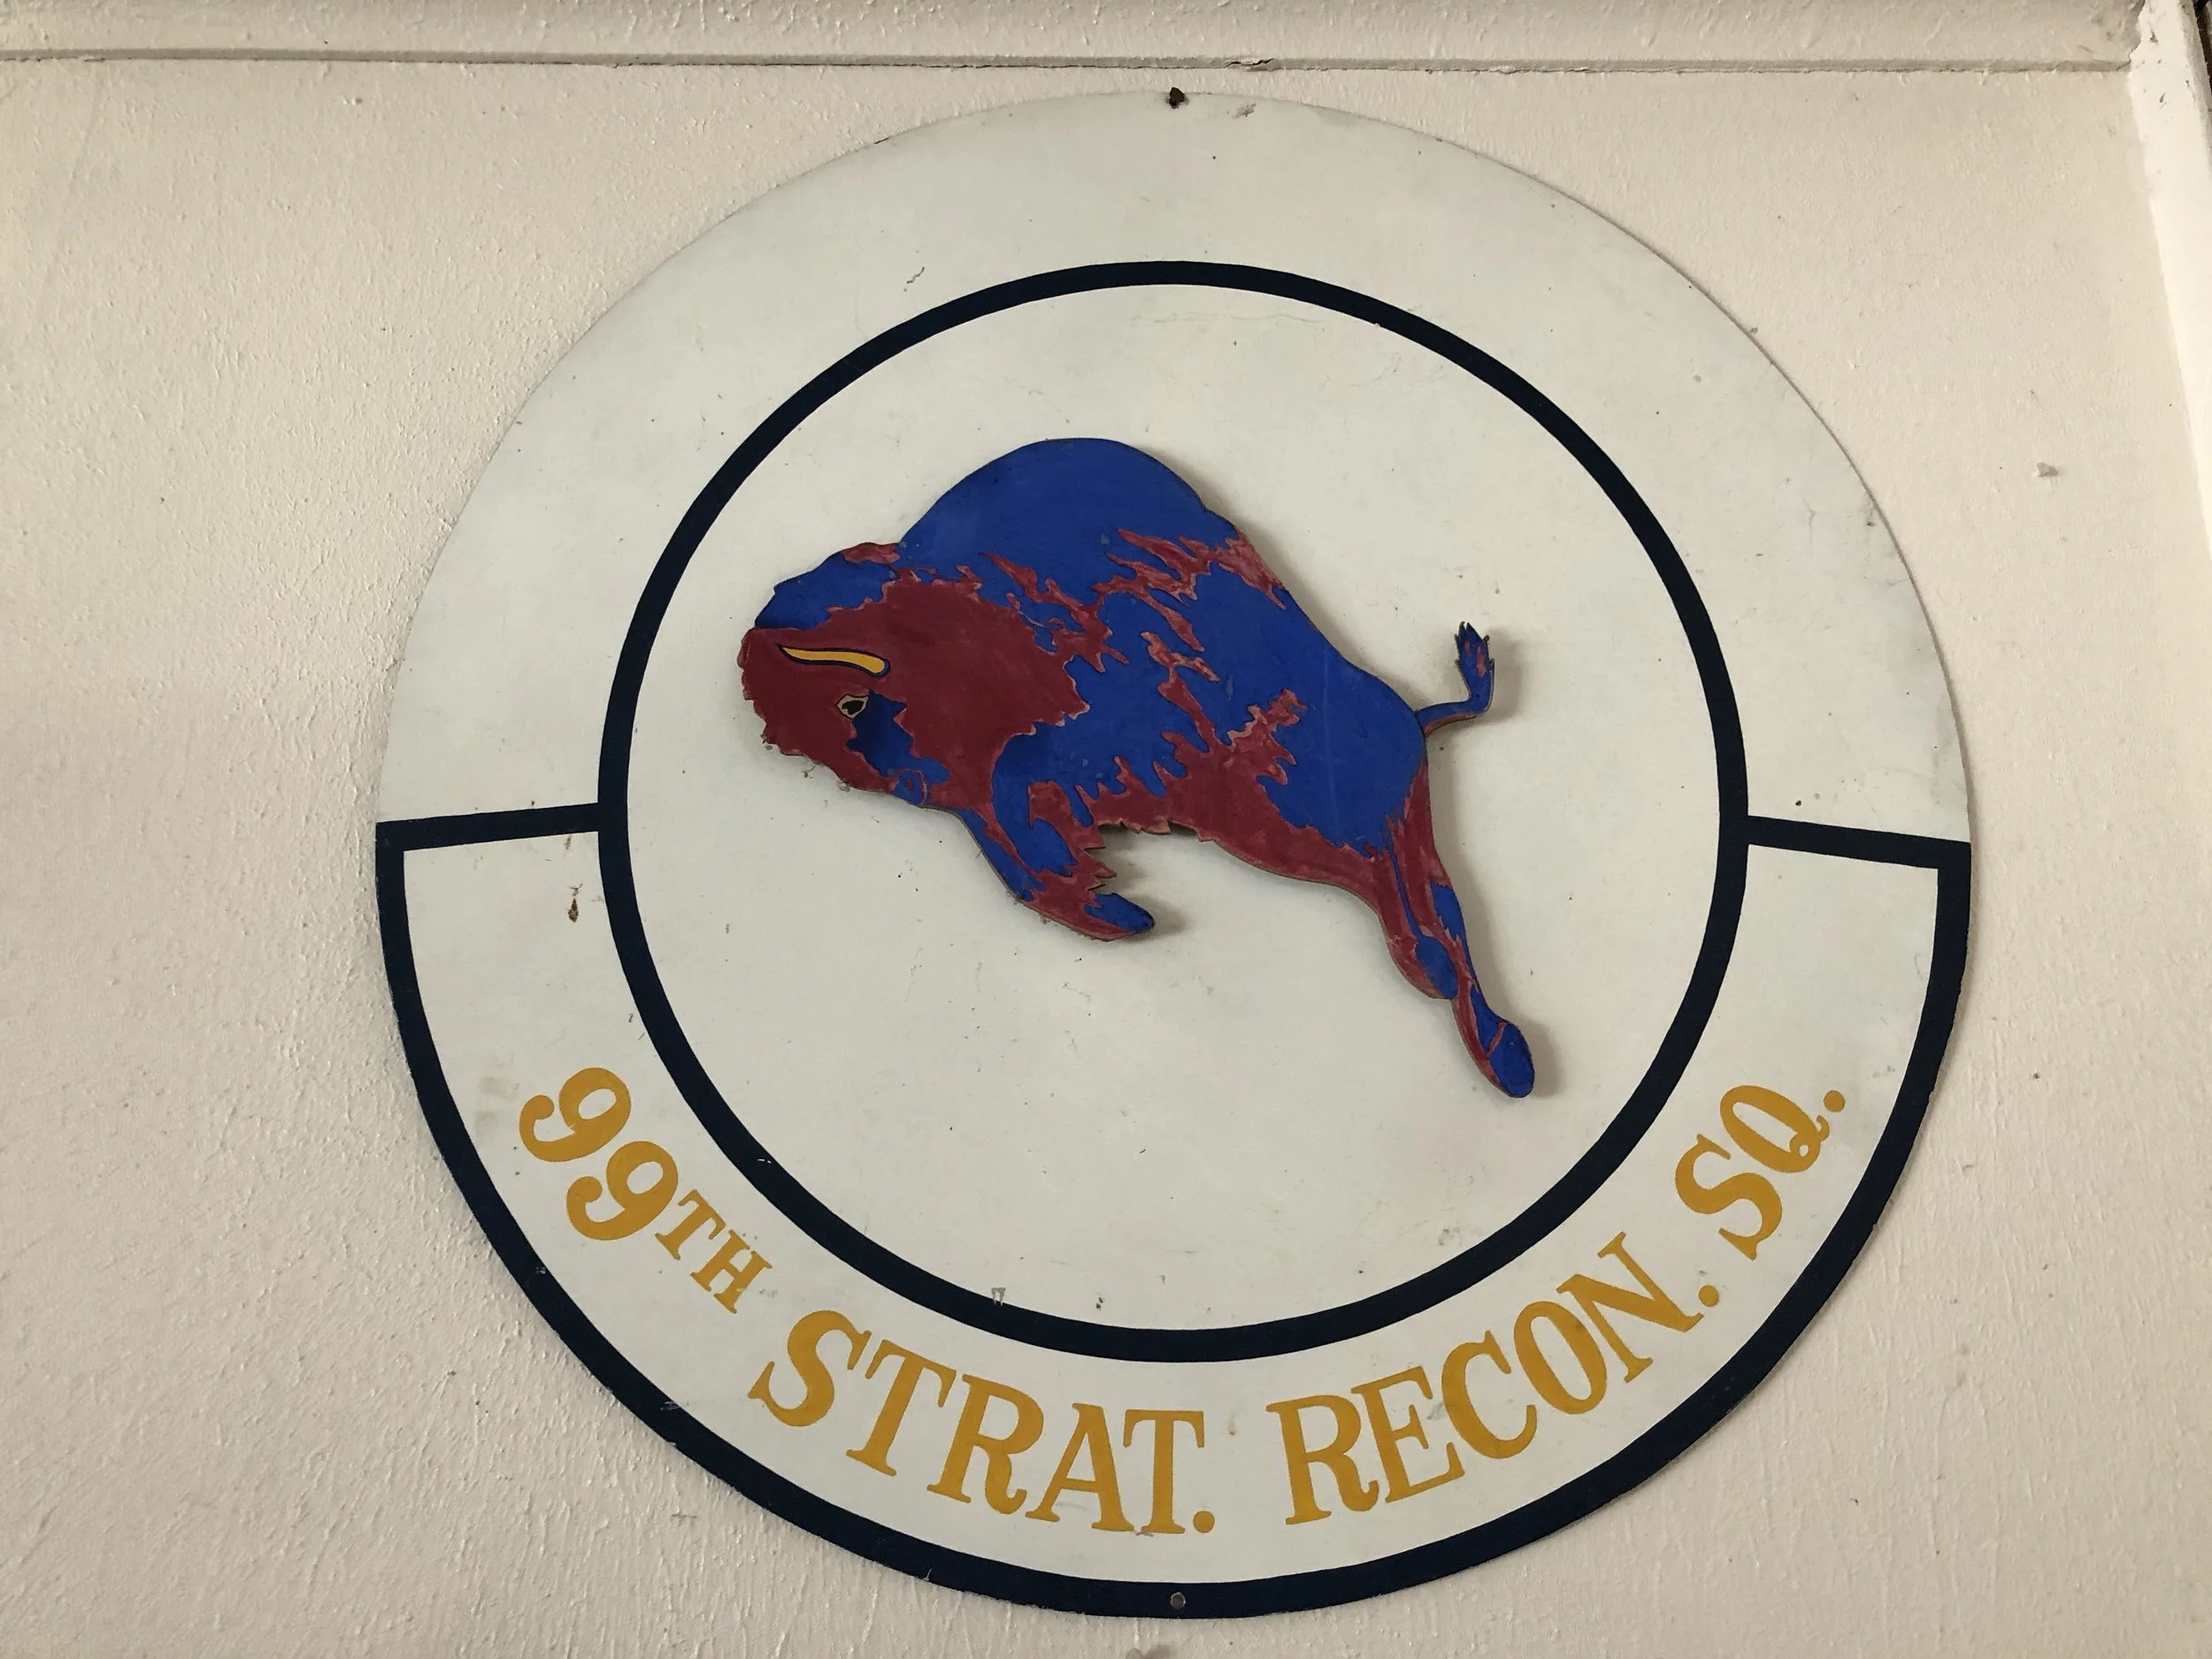 99TH STRAT. RECON. SQ.